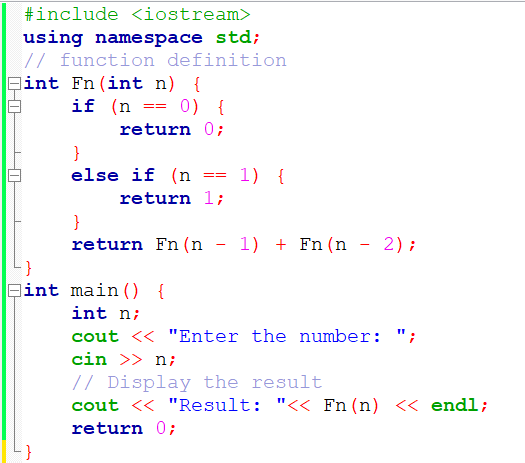 #include <iostream>
using namespace std;
// function definition
int Fn(int n) {
    if (n == 0) {
        return 0;
    }
    else if (n == 1) {
        return 1;
    }
    return Fn(n - 1) + Fn(n - 2);
}
int main() {
    int n;
    cout << "Enter the number: ";
    cin >> n;
    // Display the result
    cout << "Result: "<< Fn(n) << endl;
    return 0;
}